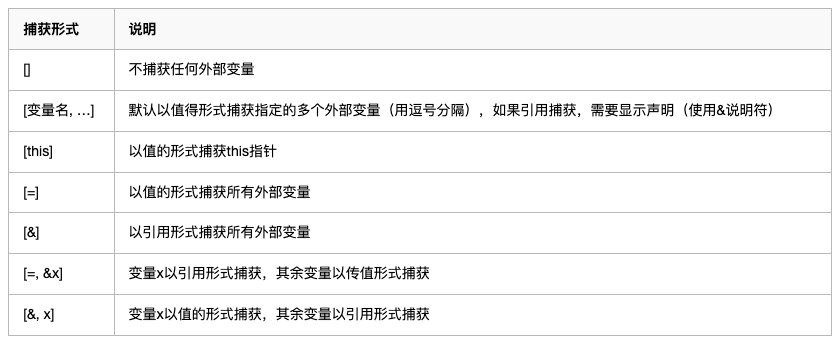 捕获形式 说明
[] 不捕获任何外部变量
[变量名, …] 默认以值得形式捕获指定的多个外部变量（用逗号分隔），如果引用捕获，需要显示声明（使用&说明符）
[this] 以值的形式捕获this指针
[=] 以值的形式捕获所有外部变量
[&] 以引用形式捕获所有外部变量
[=, &x] 变量x以引用形式捕获，其余变量以传值形式捕获
[&, x] 变量x以值的形式捕获，其余变量以引用形式捕获